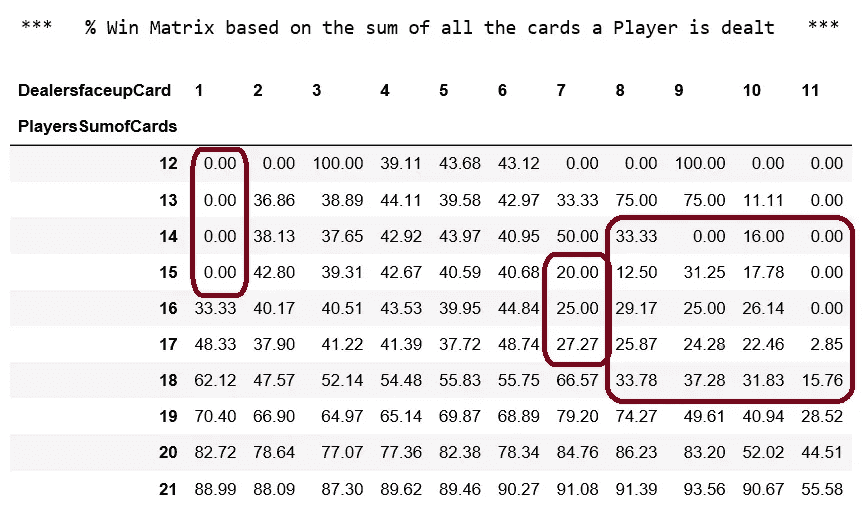 *** % Win Matrix based on the sum of all the cards a Player is dealt ***
DealersfaceupCard 1 2 3 4 5 6 7 8 9 10 11
PlayersSumofCards
12 0.00 0.00 100.00 39.11 43.68 43.12 0.00 0.00 100.00 0.00 0.00
13 0.00 36.86 38.89 44.11 39.58 42.97 33.33 75.00 75.00 11.11 0.00
14 0.00 38.13 37.65 42.92 43.97 40.95 50.00 33.33 0.00 16.00 0.00
15 0.00 42.80 39.31 42.67 40.59 40.68 20.00 12.50 31.25 17.78 0.00
16 33.33 40.17 40.51 43.53 39.95 44.84 25.00 29.17 25.00 26.14 0.00
17 48.33 37.90 41.22 41.39 37.72 48.74 27.27 25.87 24.28 22.46 2.85
18 62.12 47.57 52.14 54.48 55.83 55.75 66.57 33.78 37.28 31.83 15.76
19 70.40 66.90 64.97 65.14 69.87 68.89 79.20 74.27 49.61 40.94 28.52
20 82.72 78.64 77.07 77.36 82.38 78.34 84.76 86.23 83.20 52.02 44.51
21 88.99 88.09 87.30 89.62 89.46 90.27 91.08 91.39 93.56 90.67 55.58